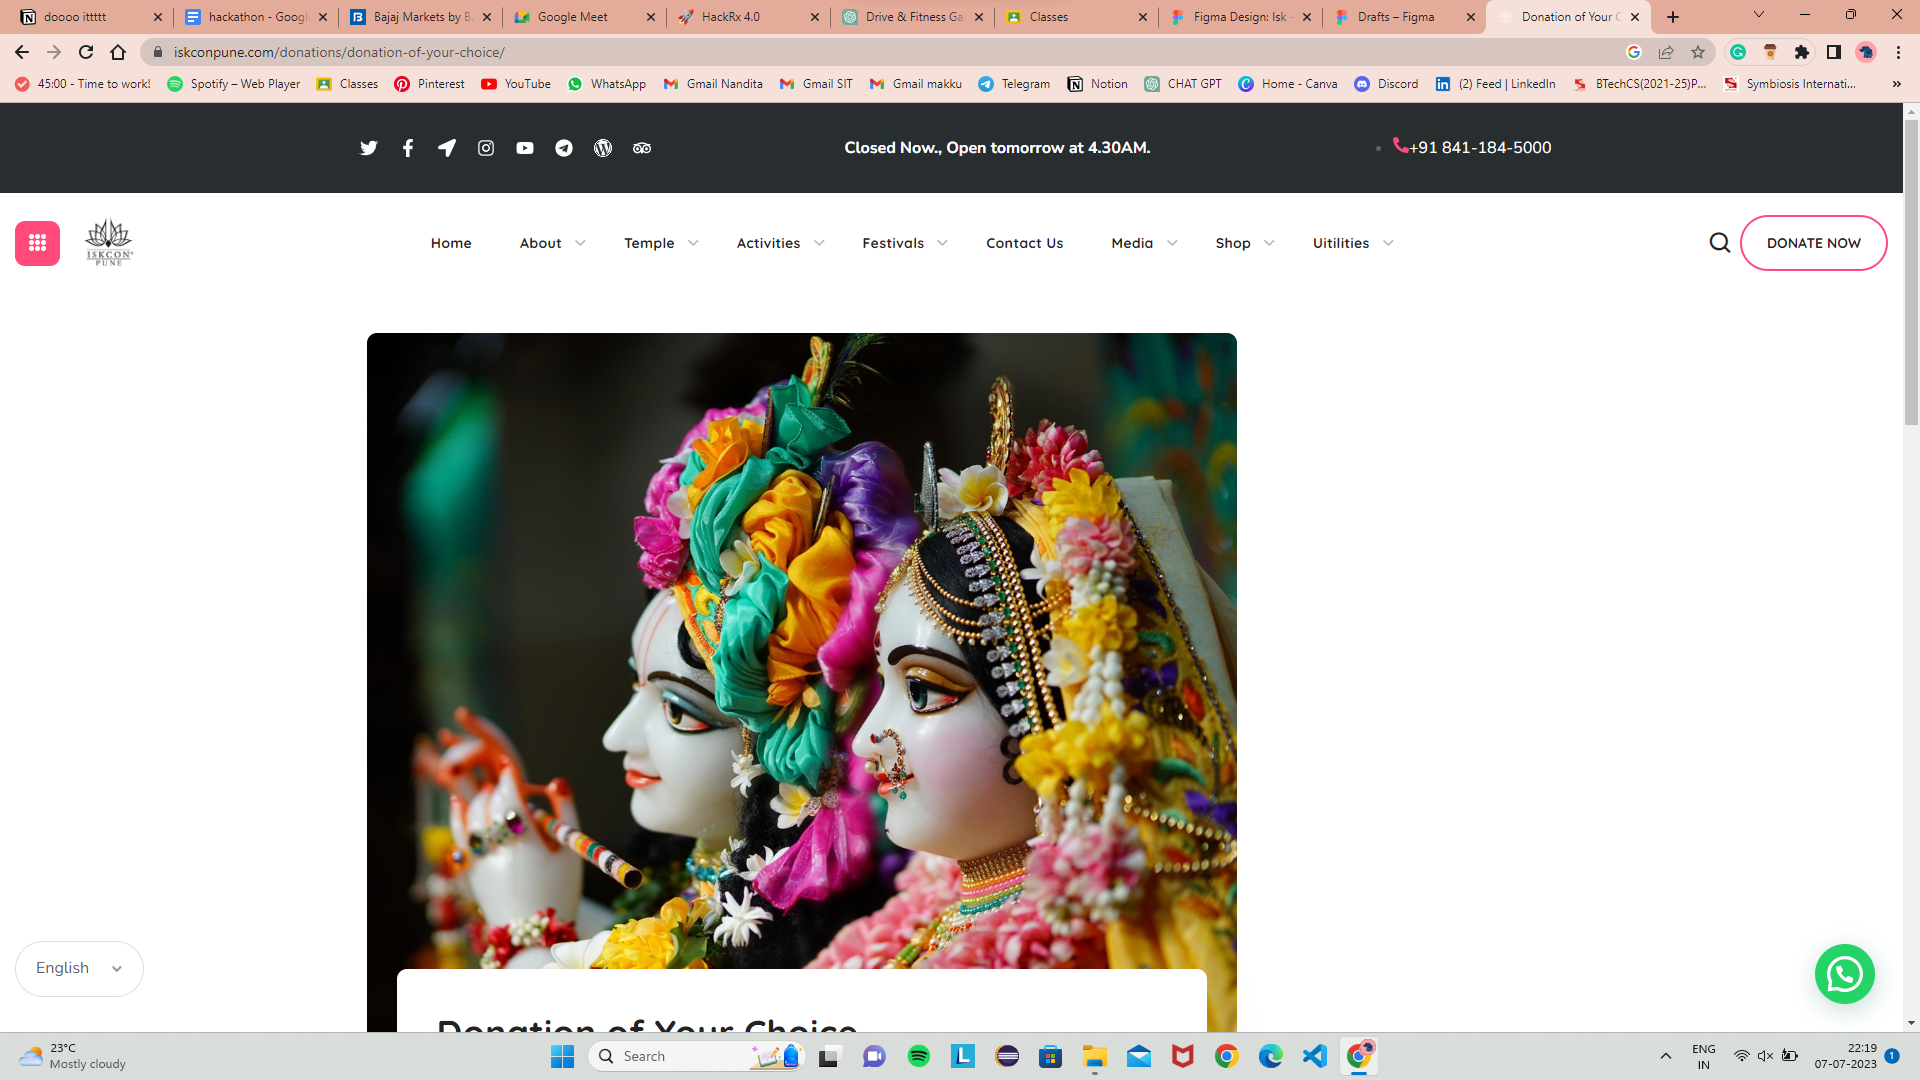 doooo ittttt
hackathon - Googl
Bajaj Markets by B
Google Meet
HackRx 4.0
Drive & Fitness Ga
Classes
Figma Design: Isk -
Drafts – Figma
Donation of Your C
iskconpune.com/donations/donation-of-your-choice/
45:00 - Time to work!
Spotify – Web Player
Classes
Pinterest
YouTube
WhatsApp
Gmail Nandita
Gmail SIT
Gmail makku
Telegram
Notion
CHAT GPT
Home - Canva
Discord
(2) Feed | LinkedIn
BTechCS(2021-25)P...
Symbiosis Internati...
Closed Now., Open tomorrow at 4.30AM.
+91 841-184-5000
ISKCON
PUNE
Home
About
Temple
Activities
Festivals
Contact Us
Media
Shop
Uitilities
DONATE NOW
Donation of Your Choice
English
23°C
Mostly cloudy
Search
ENG
IN
22:19
07-07-2023
1